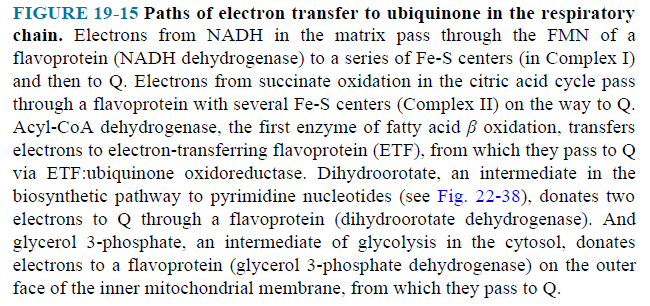 FIGURE 19-15 Paths of electron transfer to ubiquinone in the respiratory
chain. Electrons from NADH in the matrix pass through the FMN of a
flavoprotein (NADH dehydrogenase) to a series of Fe-S centers (in Complex I)
and then to Q. Electrons from succinate oxidation in the citric acid cycle pass
through a flavoprotein with several Fe-S centers (Complex II) on the way to Q.
Acyl-CoA dehydrogenase, the first enzyme of fatty acid β oxidation, transfers
electrons to electron-transferring flavoprotein (ETF), from which they pass to Q
via ETF:ubiquinone oxidoreductase. Dihydroorotate, an intermediate in the
biosynthetic pathway to pyrimidine nucleotides (see Fig. 22-38), donates two
electrons to Q through a flavoprotein (dihydroorotate dehydrogenase). And
glycerol 3-phosphate, an intermediate of glycolysis in the cytosol, donates
electrons to a flavoprotein (glycerol 3-phosphate dehydrogenase) on the outer
face of the inner mitochondrial membrane, from which they pass to Q.